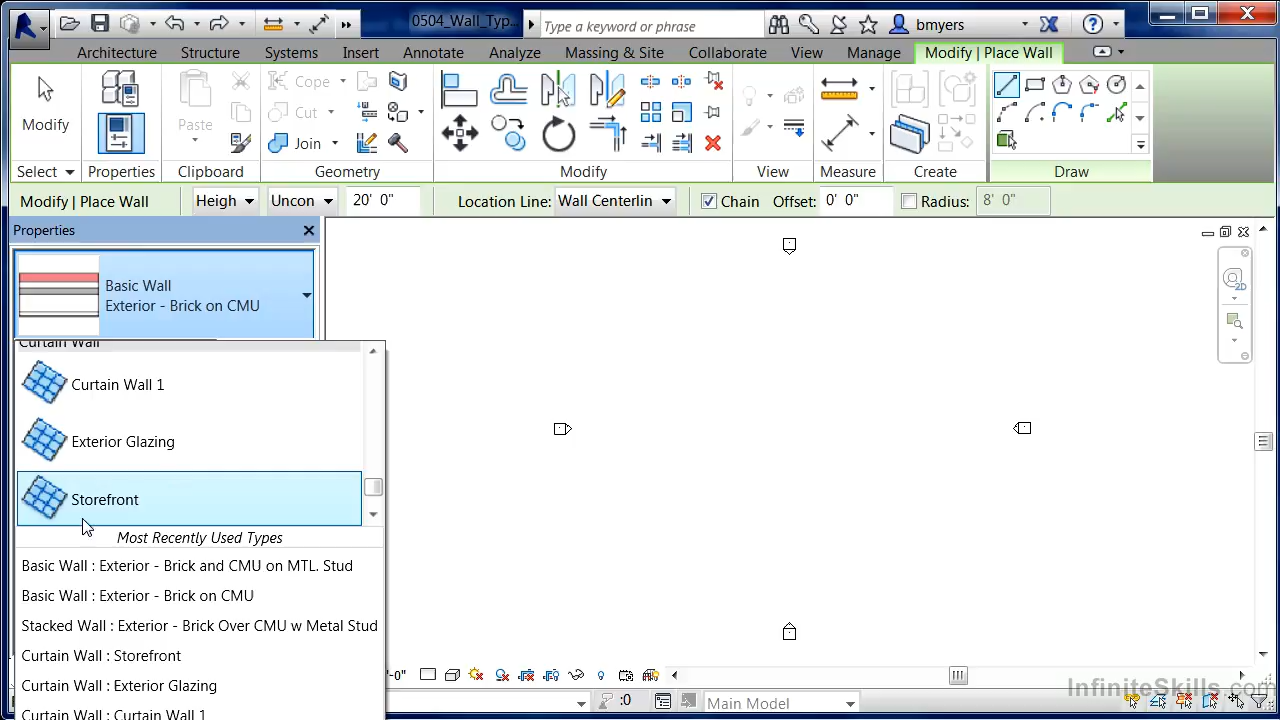 0504_Wall_Typ...
Type a keyword or phrase
bmyers
Architecture
Structure
Systems
Insert
Annotate
Analyze
Massing & Site
Collaborate
View
Manage
Modify | Place Wall
Modify
Paste
Cope
Cut
Join
Select
Properties
Clipboard
Geometry
Modify
View
Measure
Create
Draw
Modify | Place Wall
Heigh
Uncon
20' 0"
Location Line:
Wall Centerlin
Chain
Offset:
0' 0"
Radius:
8' 0"
Properties
Basic Wall
Exterior - Brick on CMU
Curtain Wall
Curtain Wall 1
Exterior Glazing
Storefront
Most Recently Used Types
Basic Wall : Exterior - Brick and CMU on MTL. Stud
Basic Wall : Exterior - Brick on CMU
Stacked Wall : Exterior - Brick Over CMU w Metal Stud
Curtain Wall : Storefront
Curtain Wall : Exterior Glazing
Curtain Wall : Curtain Wall 1
2D
'-0"
:0
Main Model
InfiniteSkills.com